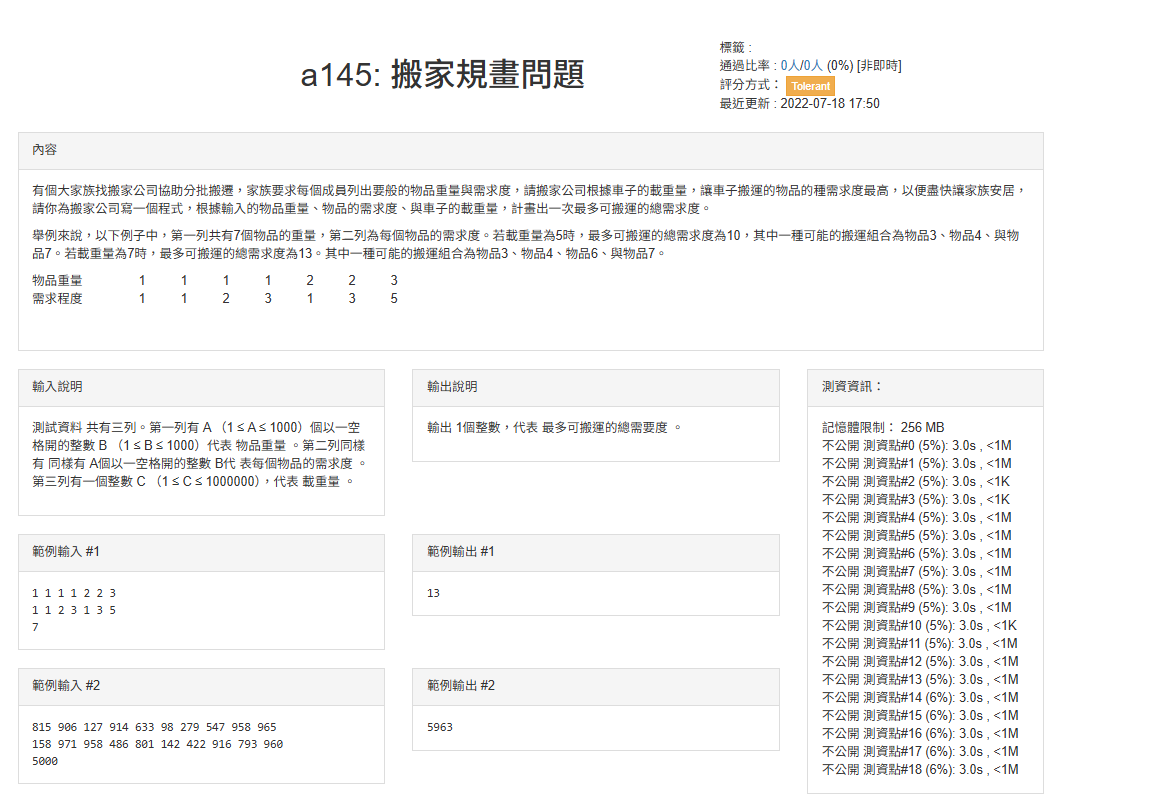 a145: 搬家規畫問題
標籤 :
通過比率 : 0人/0人 (0%) [非即時]
評分方式： Tolerant
最近更新 : 2022-07-18 17:50
內容
有個大家族找搬家公司協助分批搬遷，家族要求每個成員列出要般的物品重量與需求度，請搬家公司根據車子的載重量，讓車子搬運的物品的種需求度最高，以便盡快讓家族安居，
請你為搬家公司寫一個程式，根據輸入的物品重量、物品的需求度、與車子的載重量，計畫出一次最多可搬運的總需求度。
舉例來說，以下例子中，第一列共有7個物品的重量，第二列為每個物品的需求度。若載重量為5時，最多可搬運的總需求度為10，其中一種可能的搬運組合為物品3、物品4、與物
品7。若載重量為7時，最多可搬運的總需求度為13。其中一種可能的搬運組合為物品3、物品4、物品6、與物品7。
物品重量 1 1 1 1 2 2 3
需求程度 1 1 2 3 1 3 5
輸入說明
測試資料 共有三列。第一列有 A （1 ≤ A ≤ 1000）個以一空
格開的整數 B （1 ≤ B ≤ 1000）代表 物品重量 。第二列同樣
有 同樣有 A個以一空格開的整數 B代 表每個物品的需求度 。
第三列有一個整數 C （1 ≤ C ≤ 1000000），代表 載重量 。
輸出說明
輸出 1個整數，代表 最多可搬運的總需要度 。
測資資訊：
記憶體限制： 256 MB
不公開 測資點#0 (5%): 3.0s , <1M
不公開 測資點#1 (5%): 3.0s , <1M
不公開 測資點#2 (5%): 3.0s , <1K
不公開 測資點#3 (5%): 3.0s , <1K
不公開 測資點#4 (5%): 3.0s , <1M
不公開 測資點#5 (5%): 3.0s , <1M
不公開 測資點#6 (5%): 3.0s , <1M
不公開 測資點#7 (5%): 3.0s , <1M
不公開 測資點#8 (5%): 3.0s , <1M
不公開 測資點#9 (5%): 3.0s , <1M
不公開 測資點#10 (5%): 3.0s , <1K
不公開 測資點#11 (5%): 3.0s , <1M
不公開 測資點#12 (5%): 3.0s , <1M
不公開 測資點#13 (5%): 3.0s , <1M
不公開 測資點#14 (6%): 3.0s , <1M
不公開 測資點#15 (6%): 3.0s , <1M
不公開 測資點#16 (6%): 3.0s , <1M
不公開 測資點#17 (6%): 3.0s , <1M
不公開 測資點#18 (6%): 3.0s , <1M
範例輸入 #1
1 1 1 1 2 2 3
1 1 2 3 1 3 5
7
範例輸出 #1
13
範例輸入 #2
815 906 127 914 633 98 279 547 958 965
158 971 958 486 801 142 422 916 793 960
5000
範例輸出 #2
5963